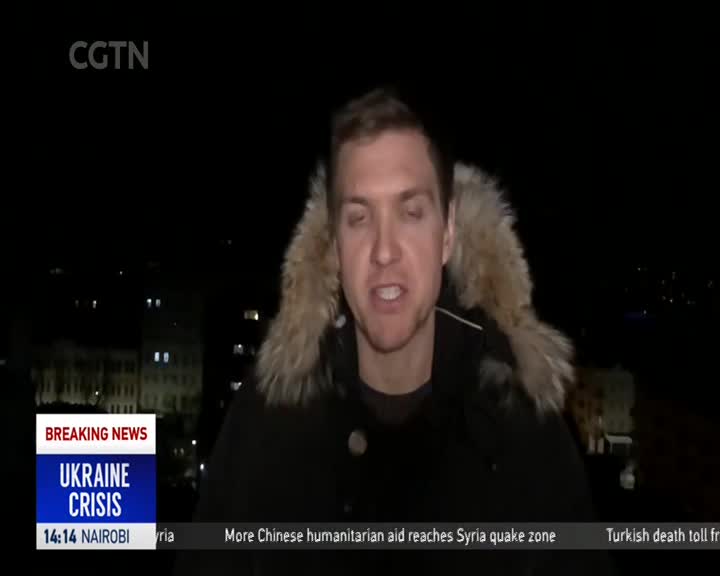 CGTN
BREAKING NEWS
UKRAINE
CRISIS
14:14 NAIROBI
yria More Chinese humanitarian aid reaches Syria quake zone Turkish death toll fr